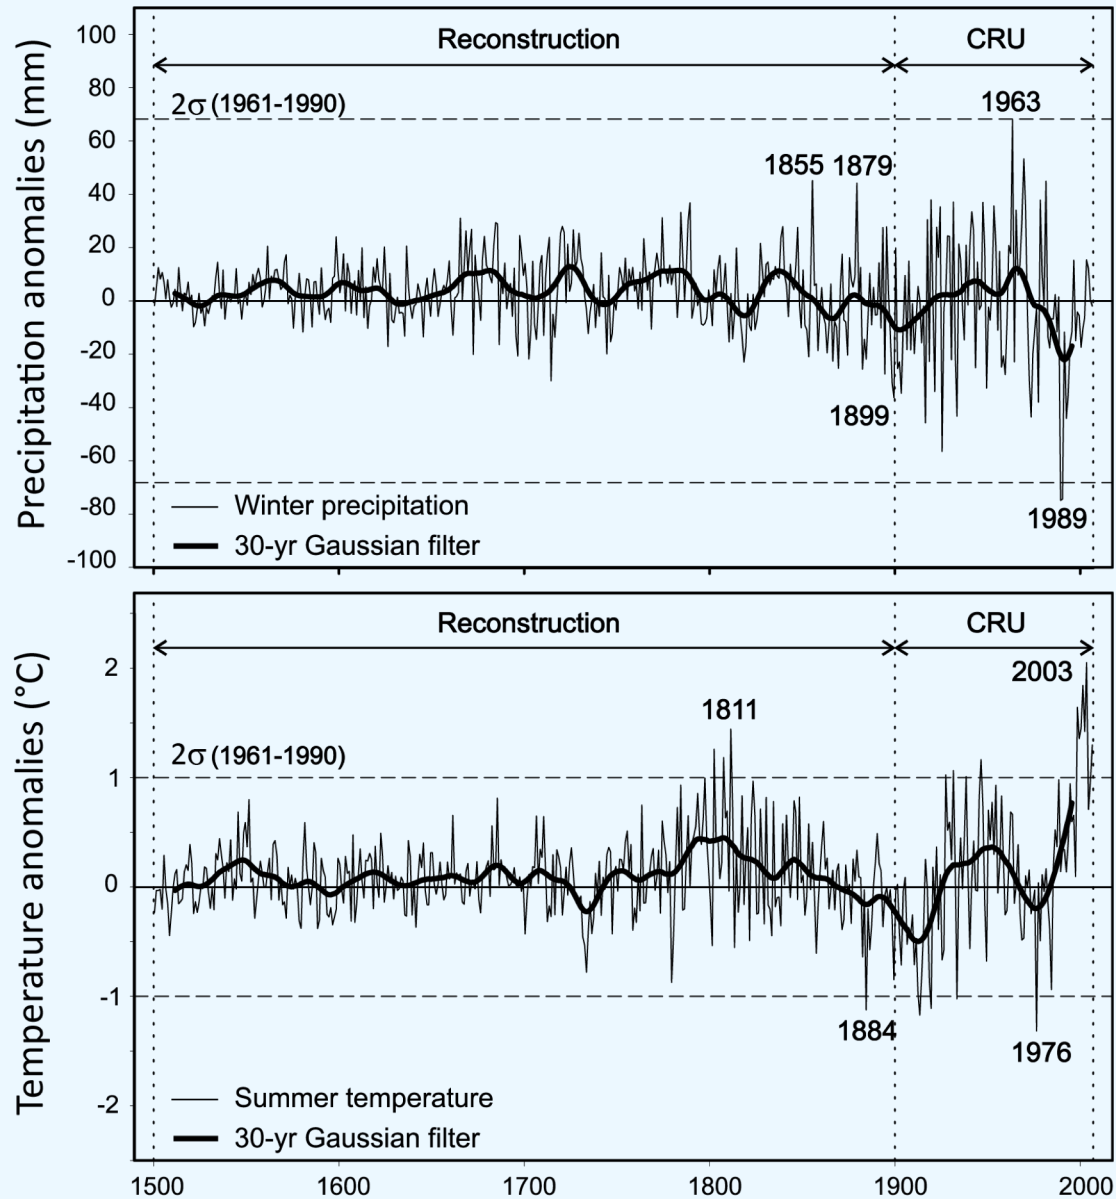 Precipitation anomalies (mm)
100
80
60
40
20
0
-20
-40
-60
-80
-100
Reconstruction
CRU
2σ (1961-1990)
1963
1855
1879
1899
1989
Winter precipitation
30-yr Gaussian filter
Temperature anomalies (°C)
2
1
0
-1
-2
Reconstruction
CRU
2003
1811
2σ (1961-1990)
1884
1976
Summer temperature
30-yr Gaussian filter
1500
1600
1700
1800
1900
2000